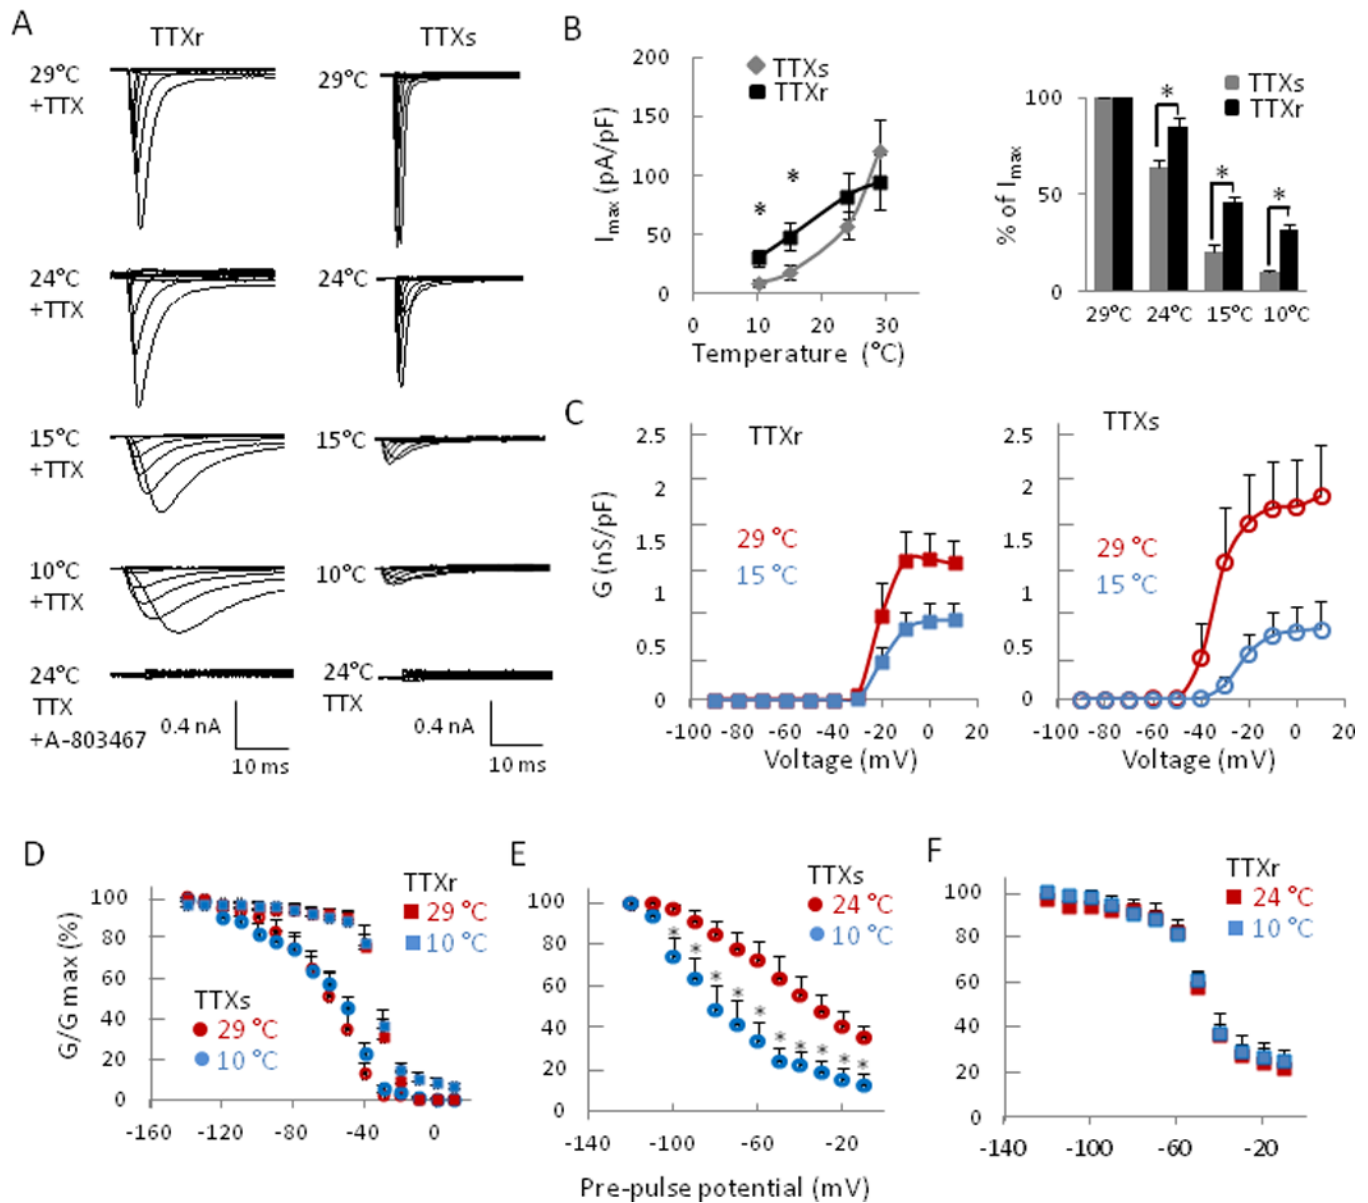 A
TTXr
TTXs
29°C
+TTX
29°C
24°C
+TTX
24°C
15°C
+TTX
15°C
10°C
+TTX
10°C
24°C
TTX
+A-803467
24°C
TTX
0.4 nA
10 ms
0.4 nA
10 ms
B
200
150
100
50
0
Imax (pA/pF)
TTXs
TTXr
*
*
0
10
20
30
Temperature (°C)
100
50
0
% of Imax
TTXs
TTXr
*
*
*
29°C
24°C
15°C
10°C
C
2.5
2
1.5
1
0.5
0
G (nS/pF)
TTXr
29 °C
15 °C
-100 -80 -60 -40 -20 0 20
Voltage (mV)
2.5
2
1.5
1
0.5
0
TTXs
29 °C
15 °C
-100 -80 -60 -40 -20 0 20
Voltage (mV)
D
100
80
60
40
20
0
G/G max (%)
TTXr
29 °C
10 °C
TTXs
29 °C
10 °C
-160 -120 -80 -40 0
E
100
80
60
40
20
0
TTXs
24 °C
10 °C
* * * * * * * * * *
-140 -100 -60 -20
Pre-pulse potential (mV)
F
100
80
60
40
20
0
TTXr
24 °C
10 °C
-140 -100 -60 -20